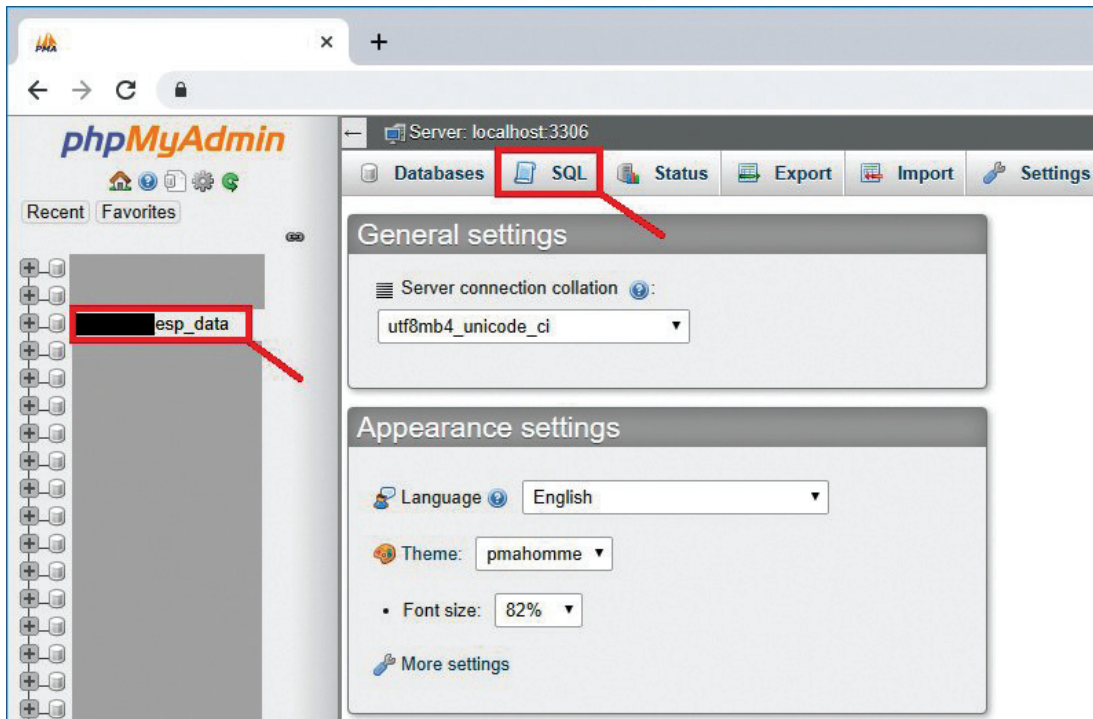 PMA
phpMyAdmin
Recent Favorites
esp_data
Server: localhost:3306
Databases SQL Status Export Import Settings
General settings
Server connection collation :
utf8mb4_unicode_ci
Appearance settings
Language English
Theme: pmahomme
• Font size: 82%
More settings